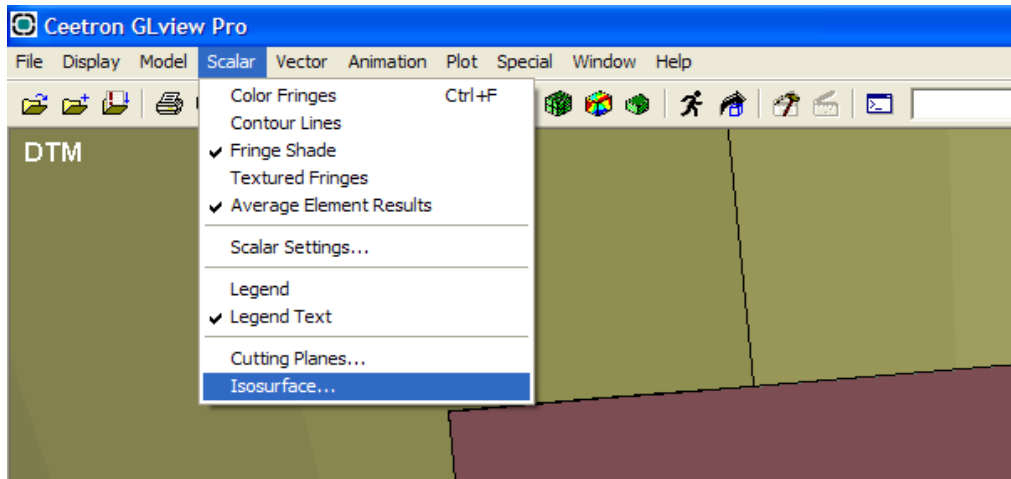 Ceetron GLview Pro
File Display Model Scalar Vector Animation Plot Special Window Help
Color Fringes Ctrl+F
Contour Lines
DTM
Fringe Shade
Textured Fringes
Average Element Results
Scalar Settings...
Legend
Legend Text
Cutting Planes...
Isosurface...